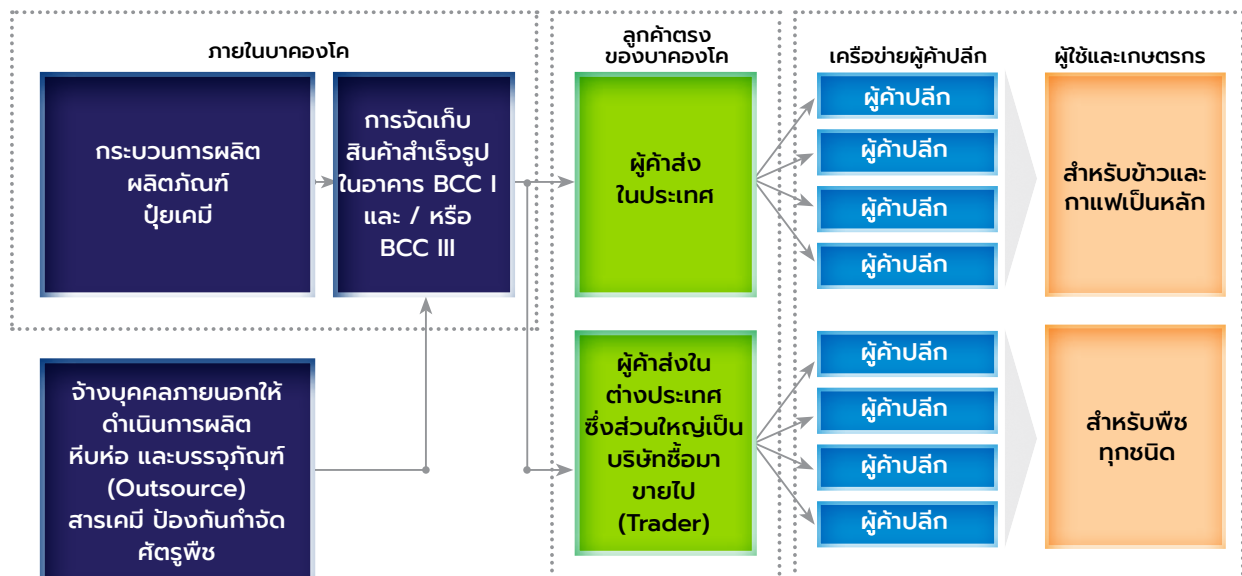 ภายในบาคองโค
กระบวนการผลิต
ผลิตภัณฑ์
ปุ๋ยเคมี
การจัดเก็บ
สินค้าสำเร็จรูป
ในอาคาร BCC I
และ / หรือ
BCC III
จ้างบุคคลภายนอกให้
ดำเนินการผลิต
หีบห่อ และบรรจุภัณฑ์
(Outsource)
สารเคมี ป้องกันกำจัด
ศัตรูพืช
ลูกค้าตรง
ของบาคองโค
ผู้ค้าส่ง
ในประเทศ
ผู้ค้าส่งใน
ต่างประเทศ
ซึ่งส่วนใหญ่เป็น
บริษัทซื้อมา
ขายไป
(Trader)
เครือข่ายผู้ค้าปลีก
ผู้ค้าปลีก
ผู้ค้าปลีก
ผู้ค้าปลีก
ผู้ค้าปลีก
ผู้ค้าปลีก
ผู้ค้าปลีก
ผู้ค้าปลีก
ผู้ค้าปลีก
ผู้ใช้และเกษตรกร
สำหรับข้าวและ
กาแฟเป็นหลัก
สำหรับพืช
ทุกชนิด